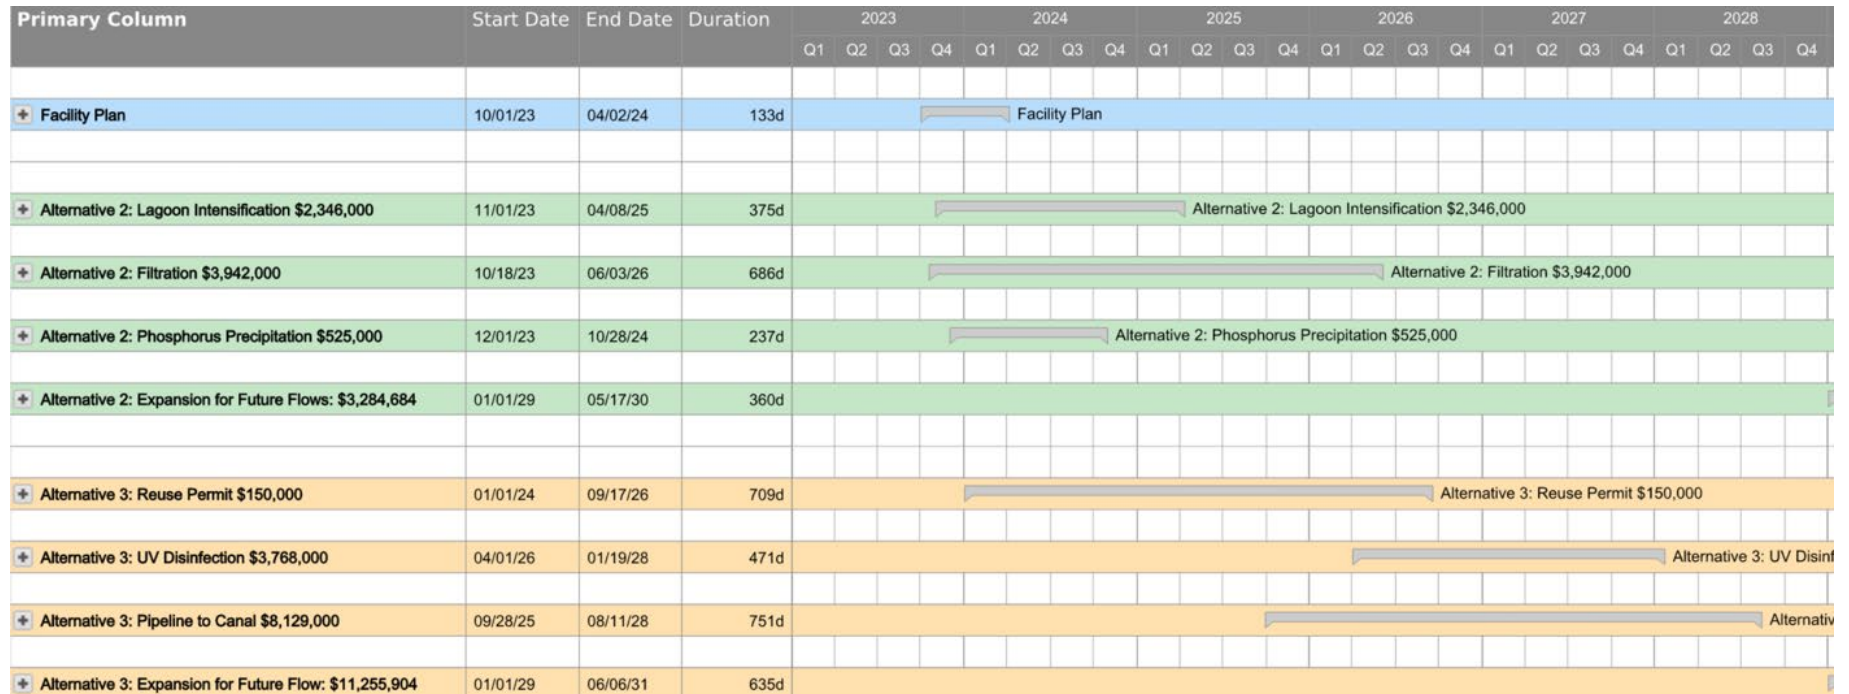 Primary Column Start Date End Date Duration 2023 2024 2025 2026 2027 2028
Q1 Q2 Q3 Q4 Q1 Q2 Q3 Q4 Q1 Q2 Q3 Q4 Q1 Q2 Q3 Q4 Q1 Q2 Q3 Q4 Q1 Q2 Q3 Q4
Facility Plan 10/01/23 04/02/24 133d Facility Plan
Alternative 2: Lagoon Intensification $2,346,000 11/01/23 04/08/25 375d Alternative 2: Lagoon Intensification $2,346,000
Alternative 2: Filtration $3,942,000 10/18/23 06/03/26 686d Alternative 2: Filtration $3,942,000
Alternative 2: Phosphorus Precipitation $525,000 12/01/23 10/28/24 237d Alternative 2: Phosphorus Precipitation $525,000
Alternative 2: Expansion for Future Flows: $3,284,684 01/01/29 05/17/30 360d
Alternative 3: Reuse Permit $150,000 01/01/24 09/17/26 709d Alternative 3: Reuse Permit $150,000
Alternative 3: UV Disinfection $3,768,000 04/01/26 01/19/28 471d Alternative 3: UV Disinf
Alternative 3: Pipeline to Canal $8,129,000 09/28/25 08/11/28 751d Alternativ
Alternative 3: Expansion for Future Flow: $11,255,904 01/01/29 06/06/31 635d